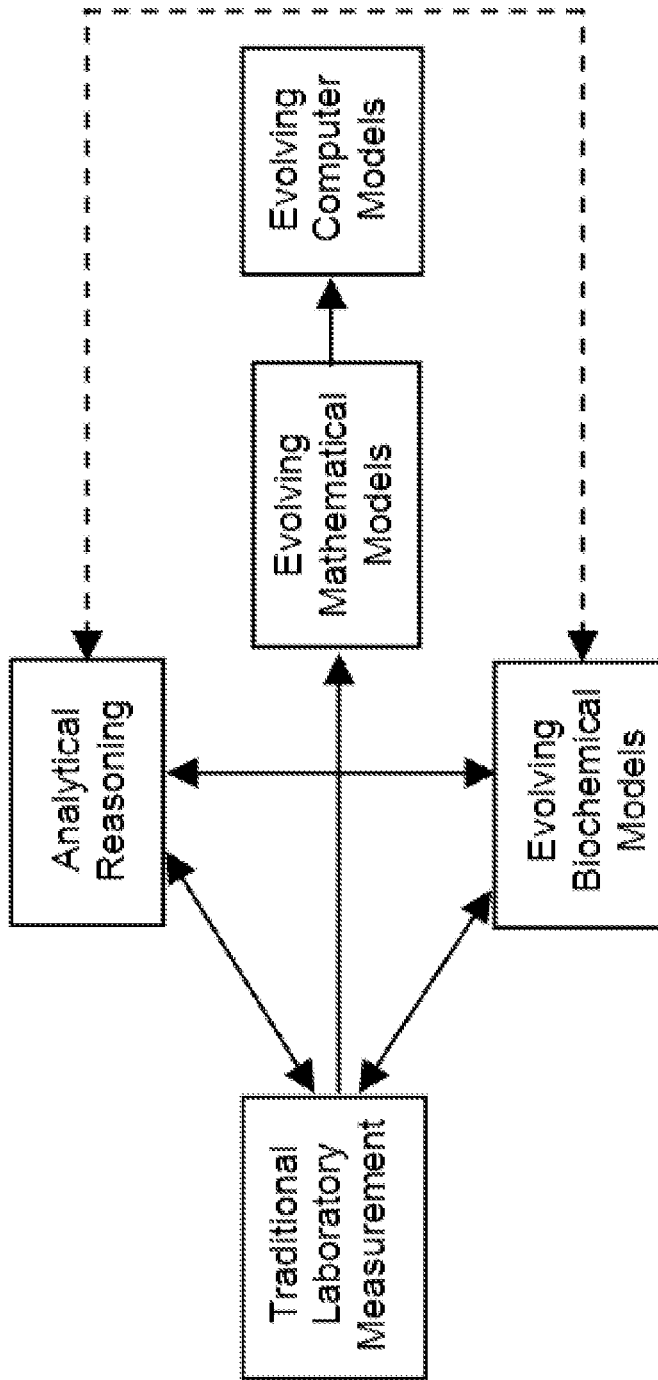 Analytical
Reasoning
Traditional
Laboratory
Measurement
Evolving
Mathematical
Models
Evolving
Computer
Models
Evolving
Biochemical
Models